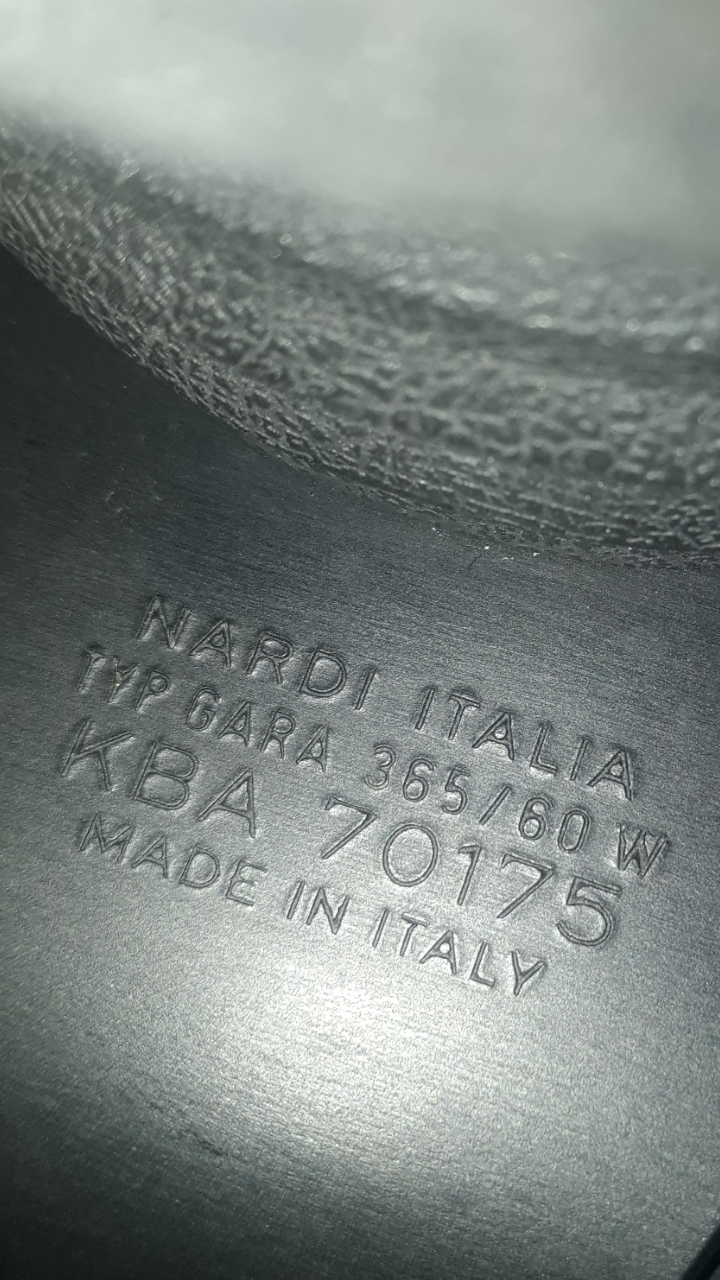 NARDI ITALIA
TYP GARA 365/60 W
KBA 70175
MADE IN ITALY